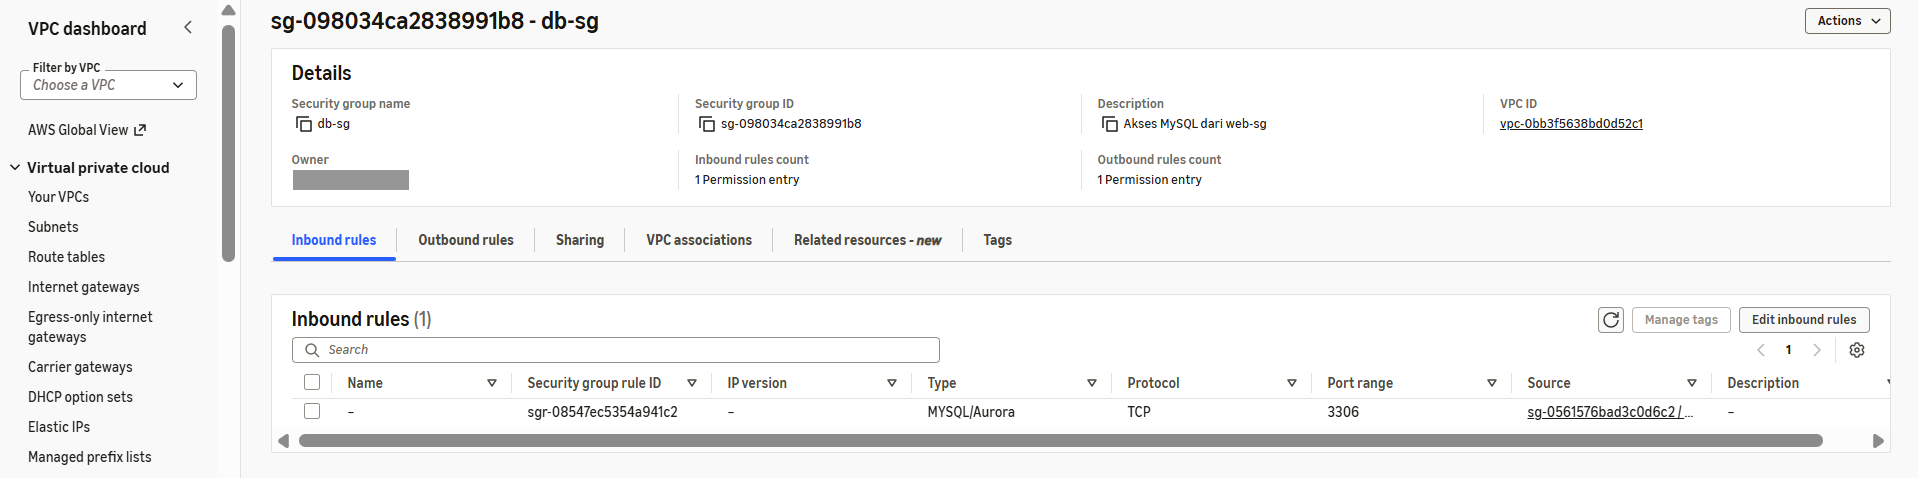 VPC dashboard
Filter by VPC
Choose a VPC
AWS Global View
Virtual private cloud
Your VPCs
Subnets
Route tables
Internet gateways
Egress-only internet
gateways
Carrier gateways
DHCP option sets
Elastic IPs
Managed prefix lists
sg-098034ca2838991b8 - db-sg
Actions
Details
Security group name
db-sg
Security group ID
sg-098034ca2838991b8
Description
Akses MySQL dari web-sg
VPC ID
vpc-0bb3f5638bd0d52c1
Owner
Inbound rules count
1 Permission entry
Outbound rules count
1 Permission entry
Inbound rules
Outbound rules
Sharing
VPC associations
Related resources - new
Tags
Inbound rules (1)
Manage tags
Edit inbound rules
Search
1
Name
Security group rule ID
IP version
Type
Protocol
Port range
Source
Description
–
sgr-08547ec5354a941c2
–
MYSQL/Aurora
TCP
3306
sg-0561576bad3c0d6c2 / ...
–